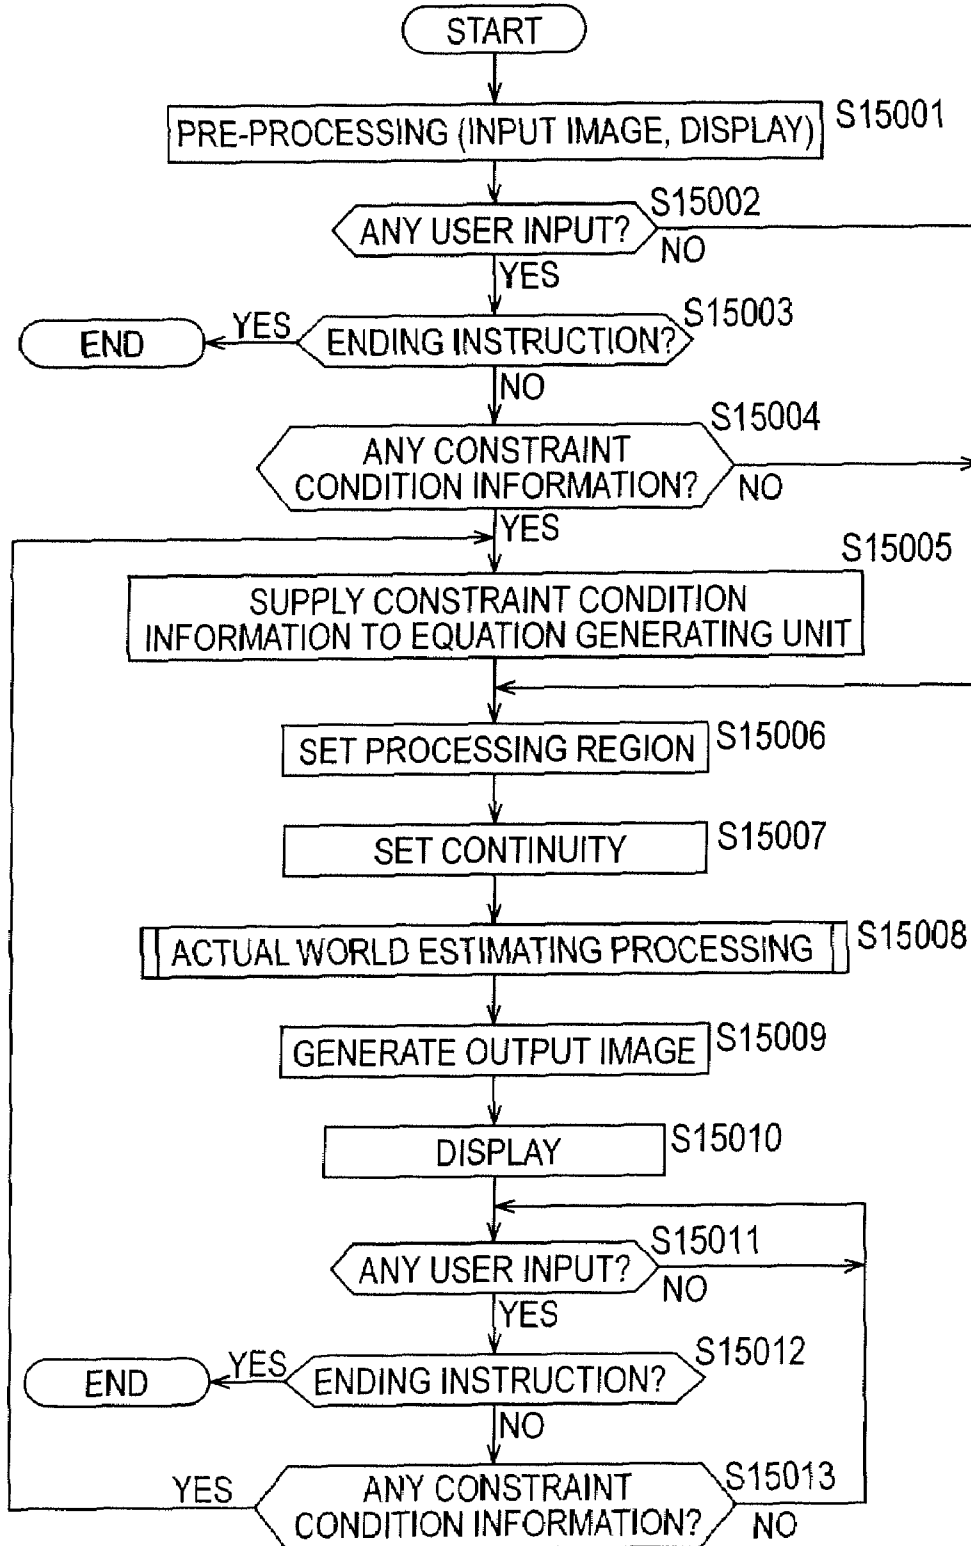 START
PRE-PROCESSING (INPUT IMAGE, DISPLAY)
S15001
ANY USER INPUT?
S15002
NO
YES
ENDING INSTRUCTION?
S15003
YES
END
NO
ANY CONSTRAINT
CONDITION INFORMATION?
S15004
NO
YES
S15005
SUPPLY CONSTRAINT CONDITION
INFORMATION TO EQUATION GENERATING UNIT
SET PROCESSING REGION
S15006
SET CONTINUITY
S15007
ACTUAL WORLD ESTIMATING PROCESSING
S15008
GENERATE OUTPUT IMAGE
S15009
DISPLAY
S15010
ANY USER INPUT?
S15011
NO
YES
ENDING INSTRUCTION?
S15012
YES
END
NO
YES
ANY CONSTRAINT
CONDITION INFORMATION?
S15013
NO